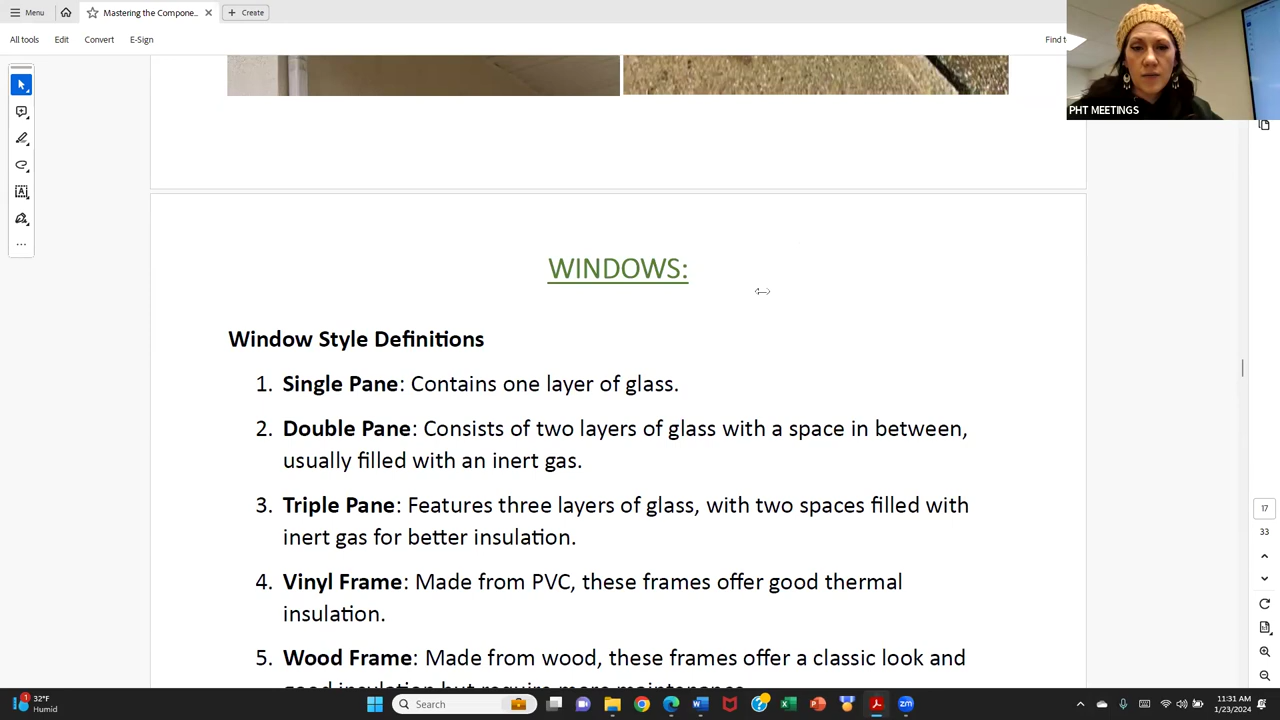 Menu
Mastering the Compone...
Create
All tools
Edit
Convert
E-Sign
Find t
PHT MEETINGS
WINDOWS:
Window Style Definitions
1. Single Pane: Contains one layer of glass.
2. Double Pane: Consists of two layers of glass with a space in between,
usually filled with an inert gas.
3. Triple Pane: Features three layers of glass, with two spaces filled with
inert gas for better insulation.
4. Vinyl Frame: Made from PVC, these frames offer good thermal
insulation.
5. Wood Frame: Made from wood, these frames offer a classic look and
good insulation but require more maintenance.
17
33
1
32°F
Humid
Search
11:31 AM
1/23/2024